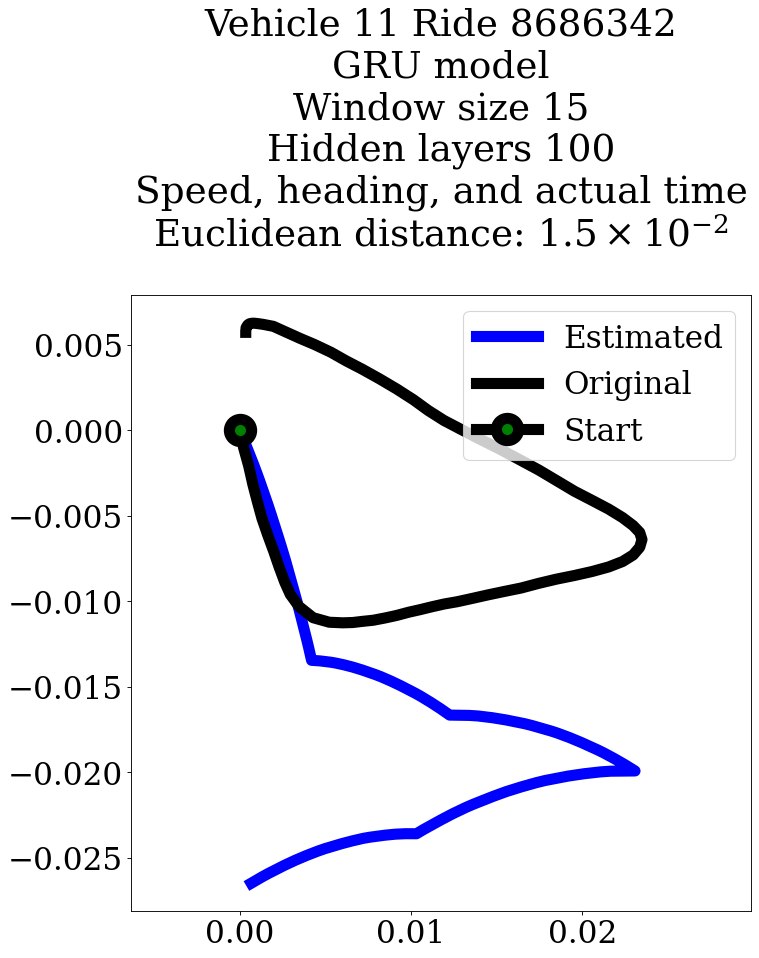 Vehicle 11 Ride 8686342
GRU model
Window size 15
Hidden layers 100
Speed, heading, and actual time
Euclidean distance: 1.5 × 10⁻²
Estimated
Original
Start
0.005
0.000
−0.005
−0.010
−0.015
−0.020
−0.025
0.00 0.01 0.02